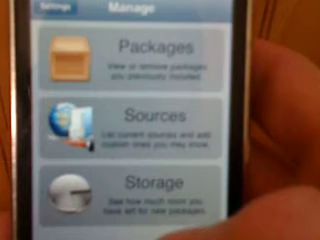 Settings
Manage
Packages
View or remove packages
you previously installed.
Sources
List current sources and add
custom ones you may know.
Storage
See how much room you
have left for new packages.